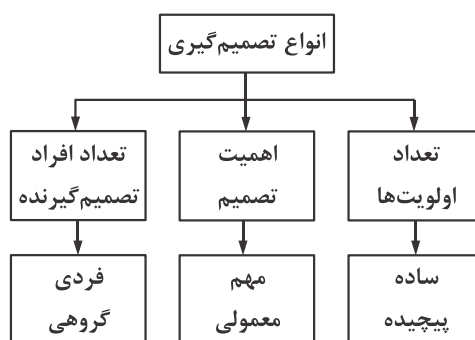 انواع تصمیم‌گیری
تعداد
اولویت‌ها
اهمیت
تصمیم
تعداد افراد
تصمیم‌گیرنده
ساده
پیچیده
مهم
معمولی
فردی
گروهی